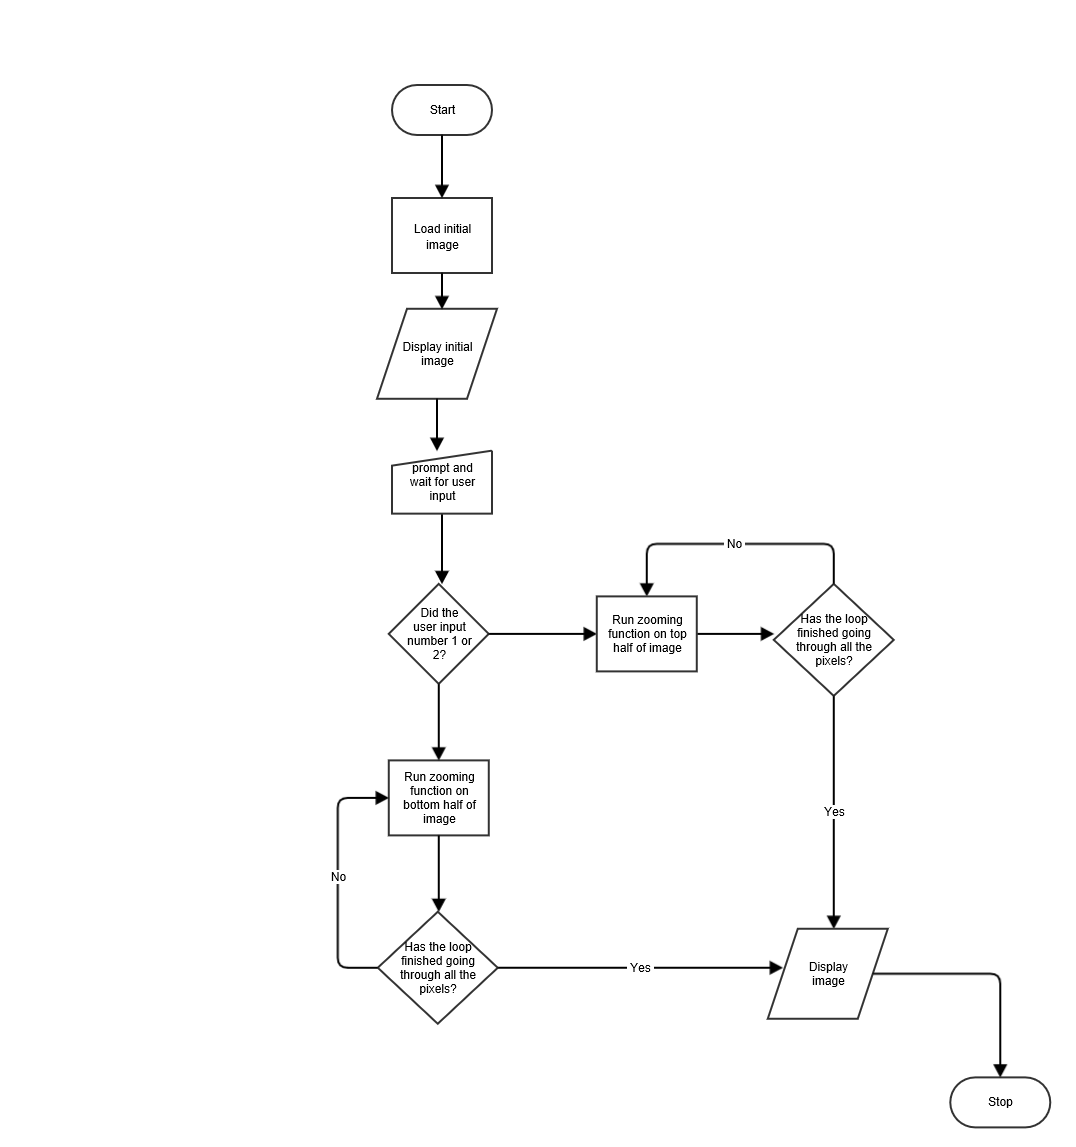 Start
Load initial
image
Display initial
image
prompt and
wait for user
input
Did the
user input
number 1 or
2?
Run zooming
function on top
half of image
No
Has the loop
finished going
through all the
pixels?
Yes
Run zooming
function on
bottom half of
image
No
Has the loop
finished going
through all the
pixels?
Yes
Display
image
Stop